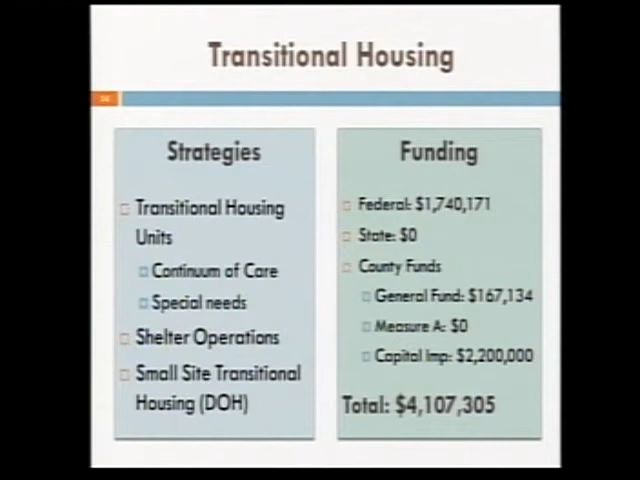 Transitional Housing
Strategies
Transitional Housing
Units
Continuum of Care
Special needs
Shelter Operations
Small Site Transitional
Housing (DOH)
Funding
Federal: $1,740,171
State: $0
County Funds
General Fund: $167,134
Measure A: $0
Capital Imp: $2,200,000
Total: $4,107,305